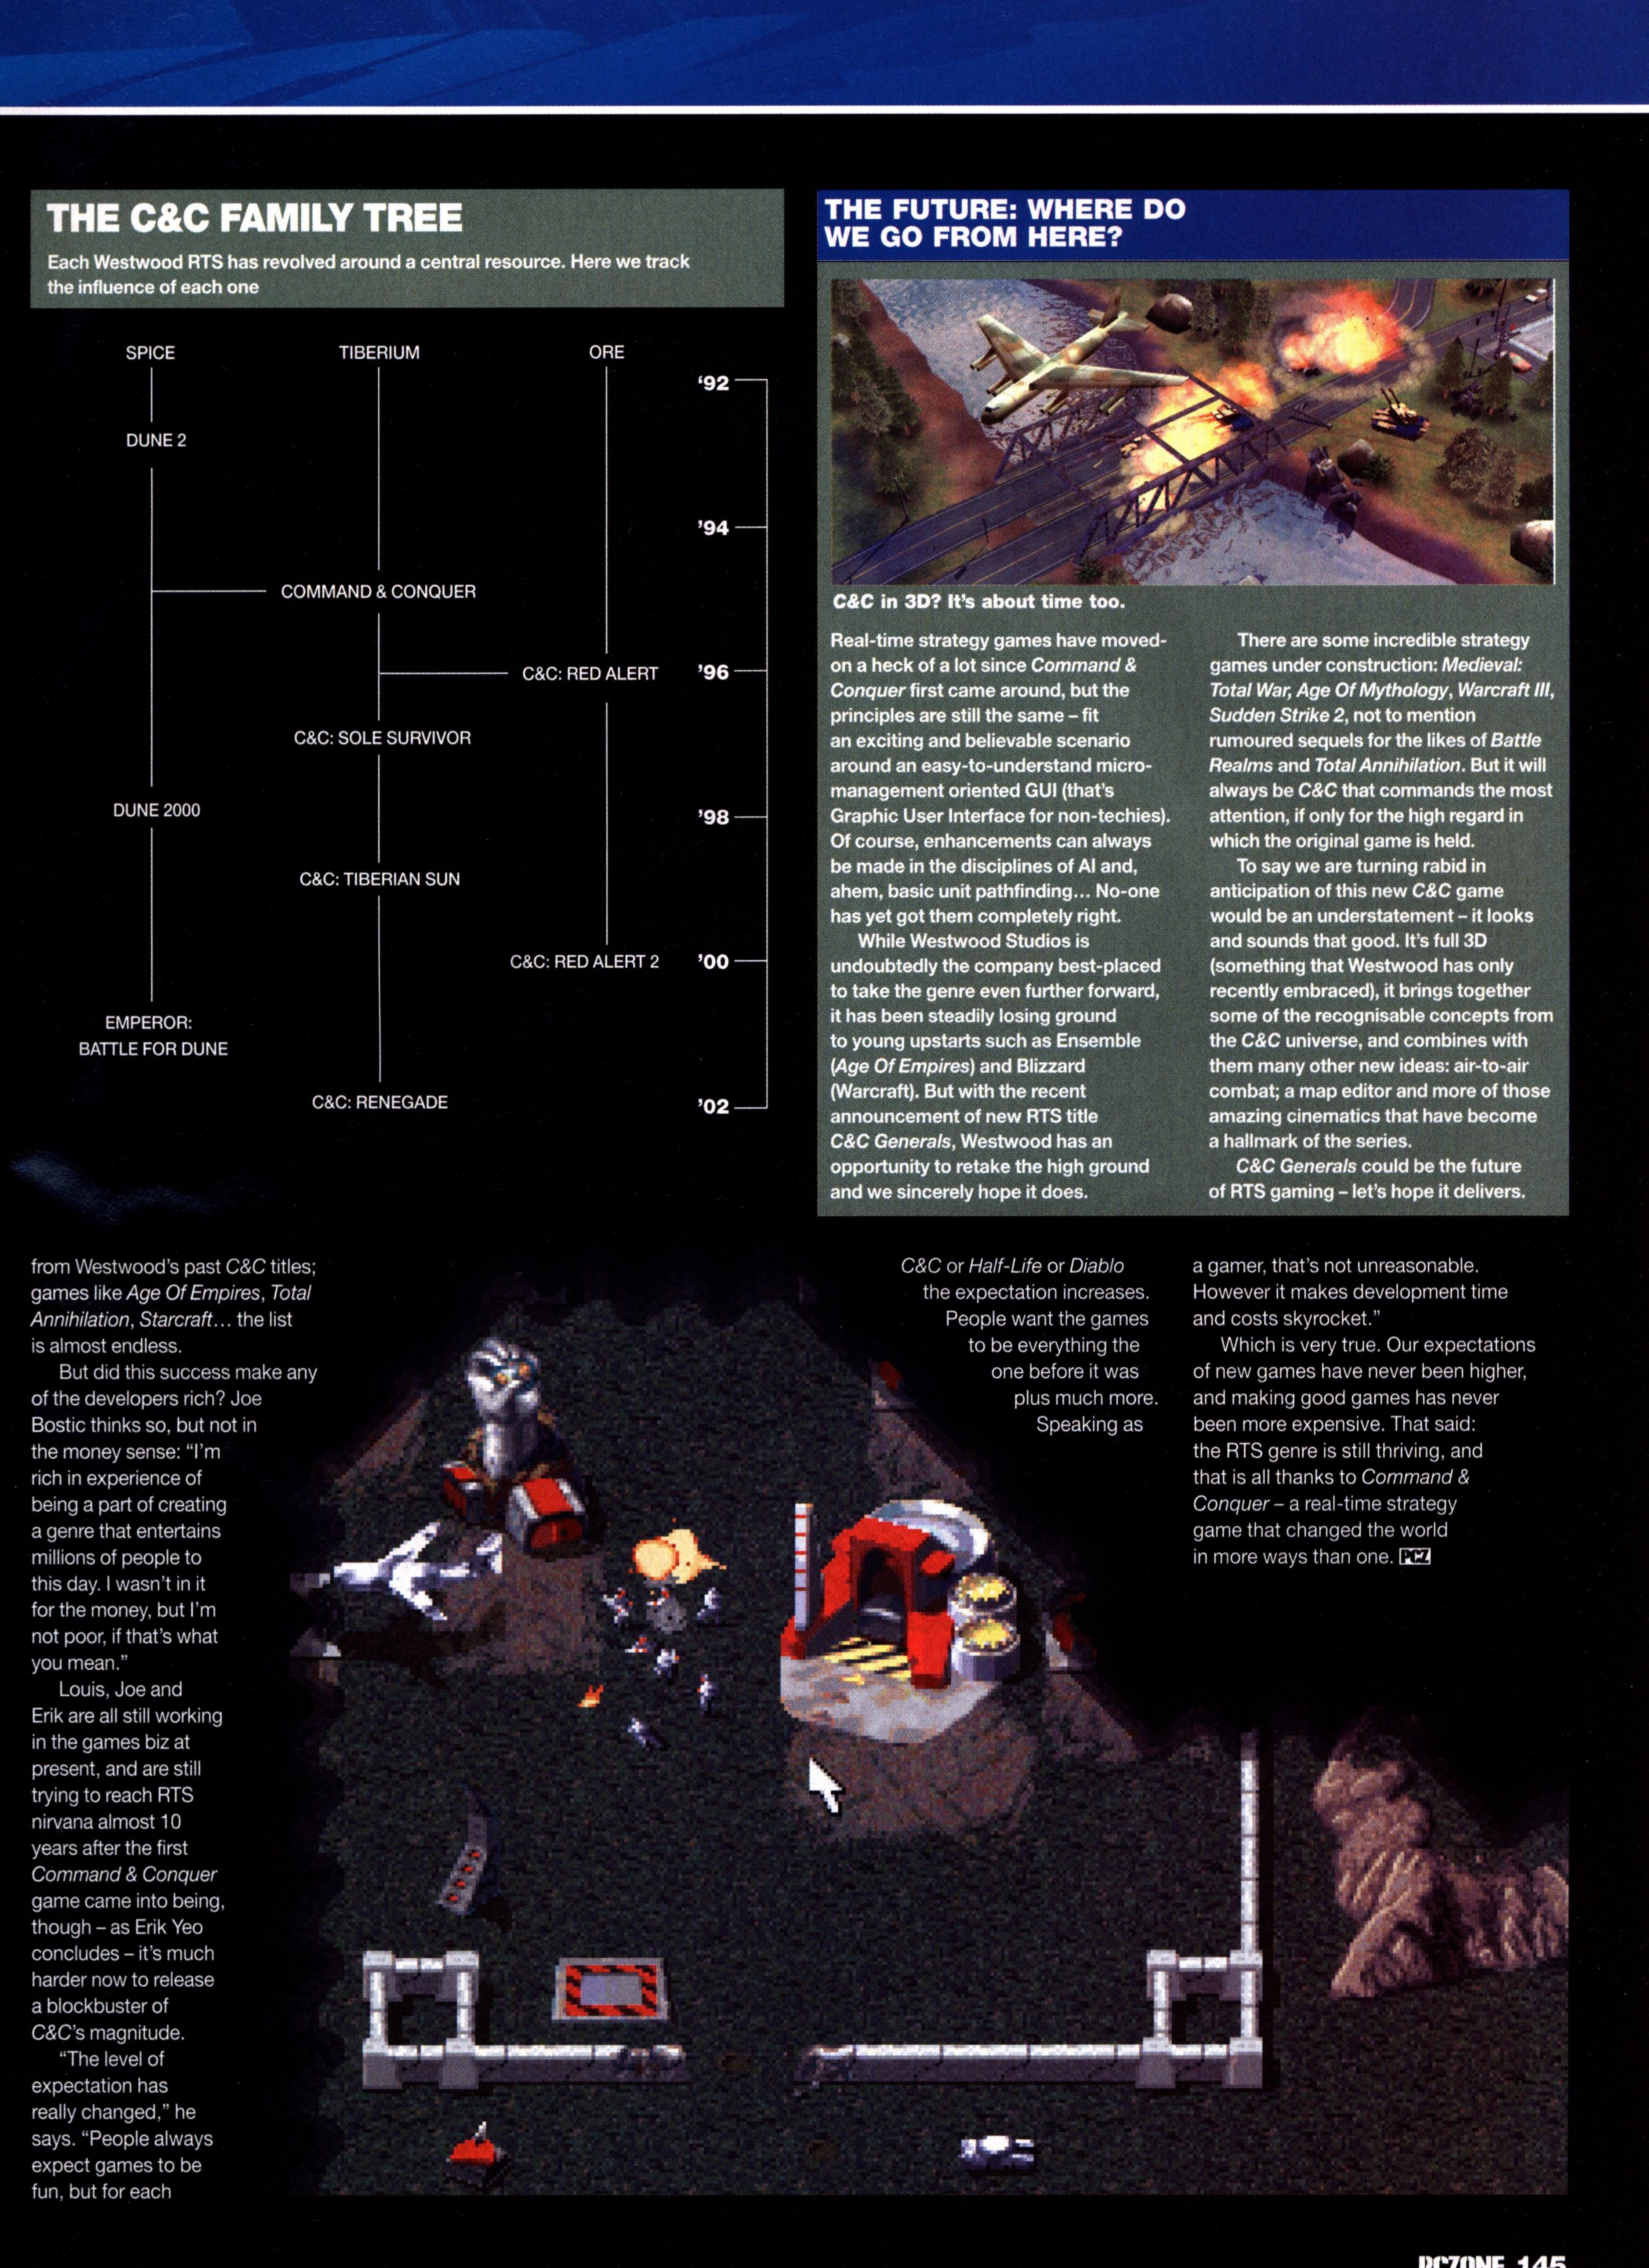 THE C&C FAMILY TREE
Each Westwood RTS has revolved around a central resource. Here we track
the influence of each one
SPICE
TIBERIUM
ORE
'92
DUNE 2
'94
COMMAND & CONQUER
C&C: RED ALERT
'96
C&C: SOLE SURVIVOR
DUNE 2000
'98
C&C: TIBERIAN SUN
C&C: RED ALERT 2
'00
EMPEROR:
BATTLE FOR DUNE
C&C: RENEGADE
'02
THE FUTURE: WHERE DO
WE GO FROM HERE?
C&C in 3D? It's about time too.
Real-time strategy games have moved-
on a heck of a lot since Command &
Conquer first came around, but the
principles are still the same – fit
an exciting and believable scenario
around an easy-to-understand micro-
management oriented GUI (that's
Graphic User Interface for non-techies).
Of course, enhancements can always
be made in the disciplines of AI and,
ahem, basic unit pathfinding... No-one
has yet got them completely right.
While Westwood Studios is
undoubtedly the company best-placed
to take the genre even further forward,
it has been steadily losing ground
to young upstarts such as Ensemble
(Age Of Empires) and Blizzard
(Warcraft). But with the recent
announcement of new RTS title
C&C Generals, Westwood has an
opportunity to retake the high ground
and we sincerely hope it does.
There are some incredible strategy
games under construction: Medieval:
Total War, Age Of Mythology, Warcraft III,
Sudden Strike 2, not to mention
rumoured sequels for the likes of Battle
Realms and Total Annihilation. But it will
always be C&C that commands the most
attention, if only for the high regard in
which the original game is held.
To say we are turning rabid in
anticipation of this new C&C game
would be an understatement – it looks
and sounds that good. It's full 3D
(something that Westwood has only
recently embraced), it brings together
some of the recognisable concepts from
the C&C universe, and combines with
them many other new ideas: air-to-air
combat; a map editor and more of those
amazing cinematics that have become
a hallmark of the series.
C&C Generals could be the future
of RTS gaming – let's hope it delivers.
from Westwood's past C&C titles;
games like Age Of Empires, Total
Annihilation, Starcraft... the list
is almost endless.
But did this success make any
of the developers rich? Joe
Bostic thinks so, but not in
the money sense: "I'm
rich in experience of
being a part of creating
a genre that entertains
millions of people to
this day. I wasn't in it
for the money, but I'm
not poor, if that's what
you mean."
Louis, Joe and
Erik are all still working
in the games biz at
present, and are still
trying to reach RTS
nirvana almost 10
years after the first
Command & Conquer
game came into being,
though – as Erik Yeo
concludes – it's much
harder now to release
a blockbuster of
C&C's magnitude.
"The level of
expectation has
really changed," he
says. "People always
expect games to be
fun, but for each
C&C or Half-Life or Diablo
the expectation increases.
People want the games
to be everything the
one before it was
plus much more.
Speaking as
a gamer, that's not unreasonable.
However it makes development time
and costs skyrocket."
Which is very true. Our expectations
of new games have never been higher,
and making good games has never
been more expensive. That said:
the RTS genre is still thriving, and
that is all thanks to Command &
Conquer – a real-time strategy
game that changed the world
in more ways than one. PCZ
PCZONE 145